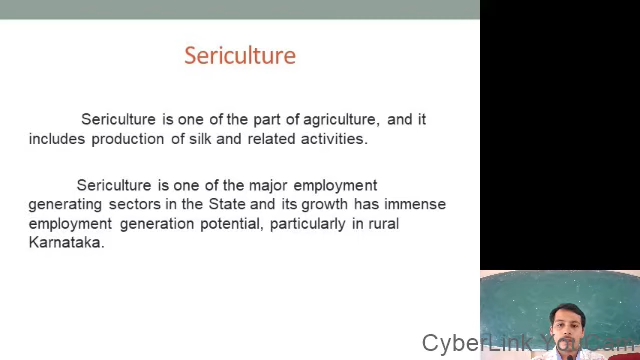 Sericulture
Sericulture is one of the part of agriculture, and it
includes production of silk and related activities.
Sericulture is one of the major employment
generating sectors in the State and its growth has immense
employment generation potential, particularly in rural
Karnataka.
CyberLink YouCam